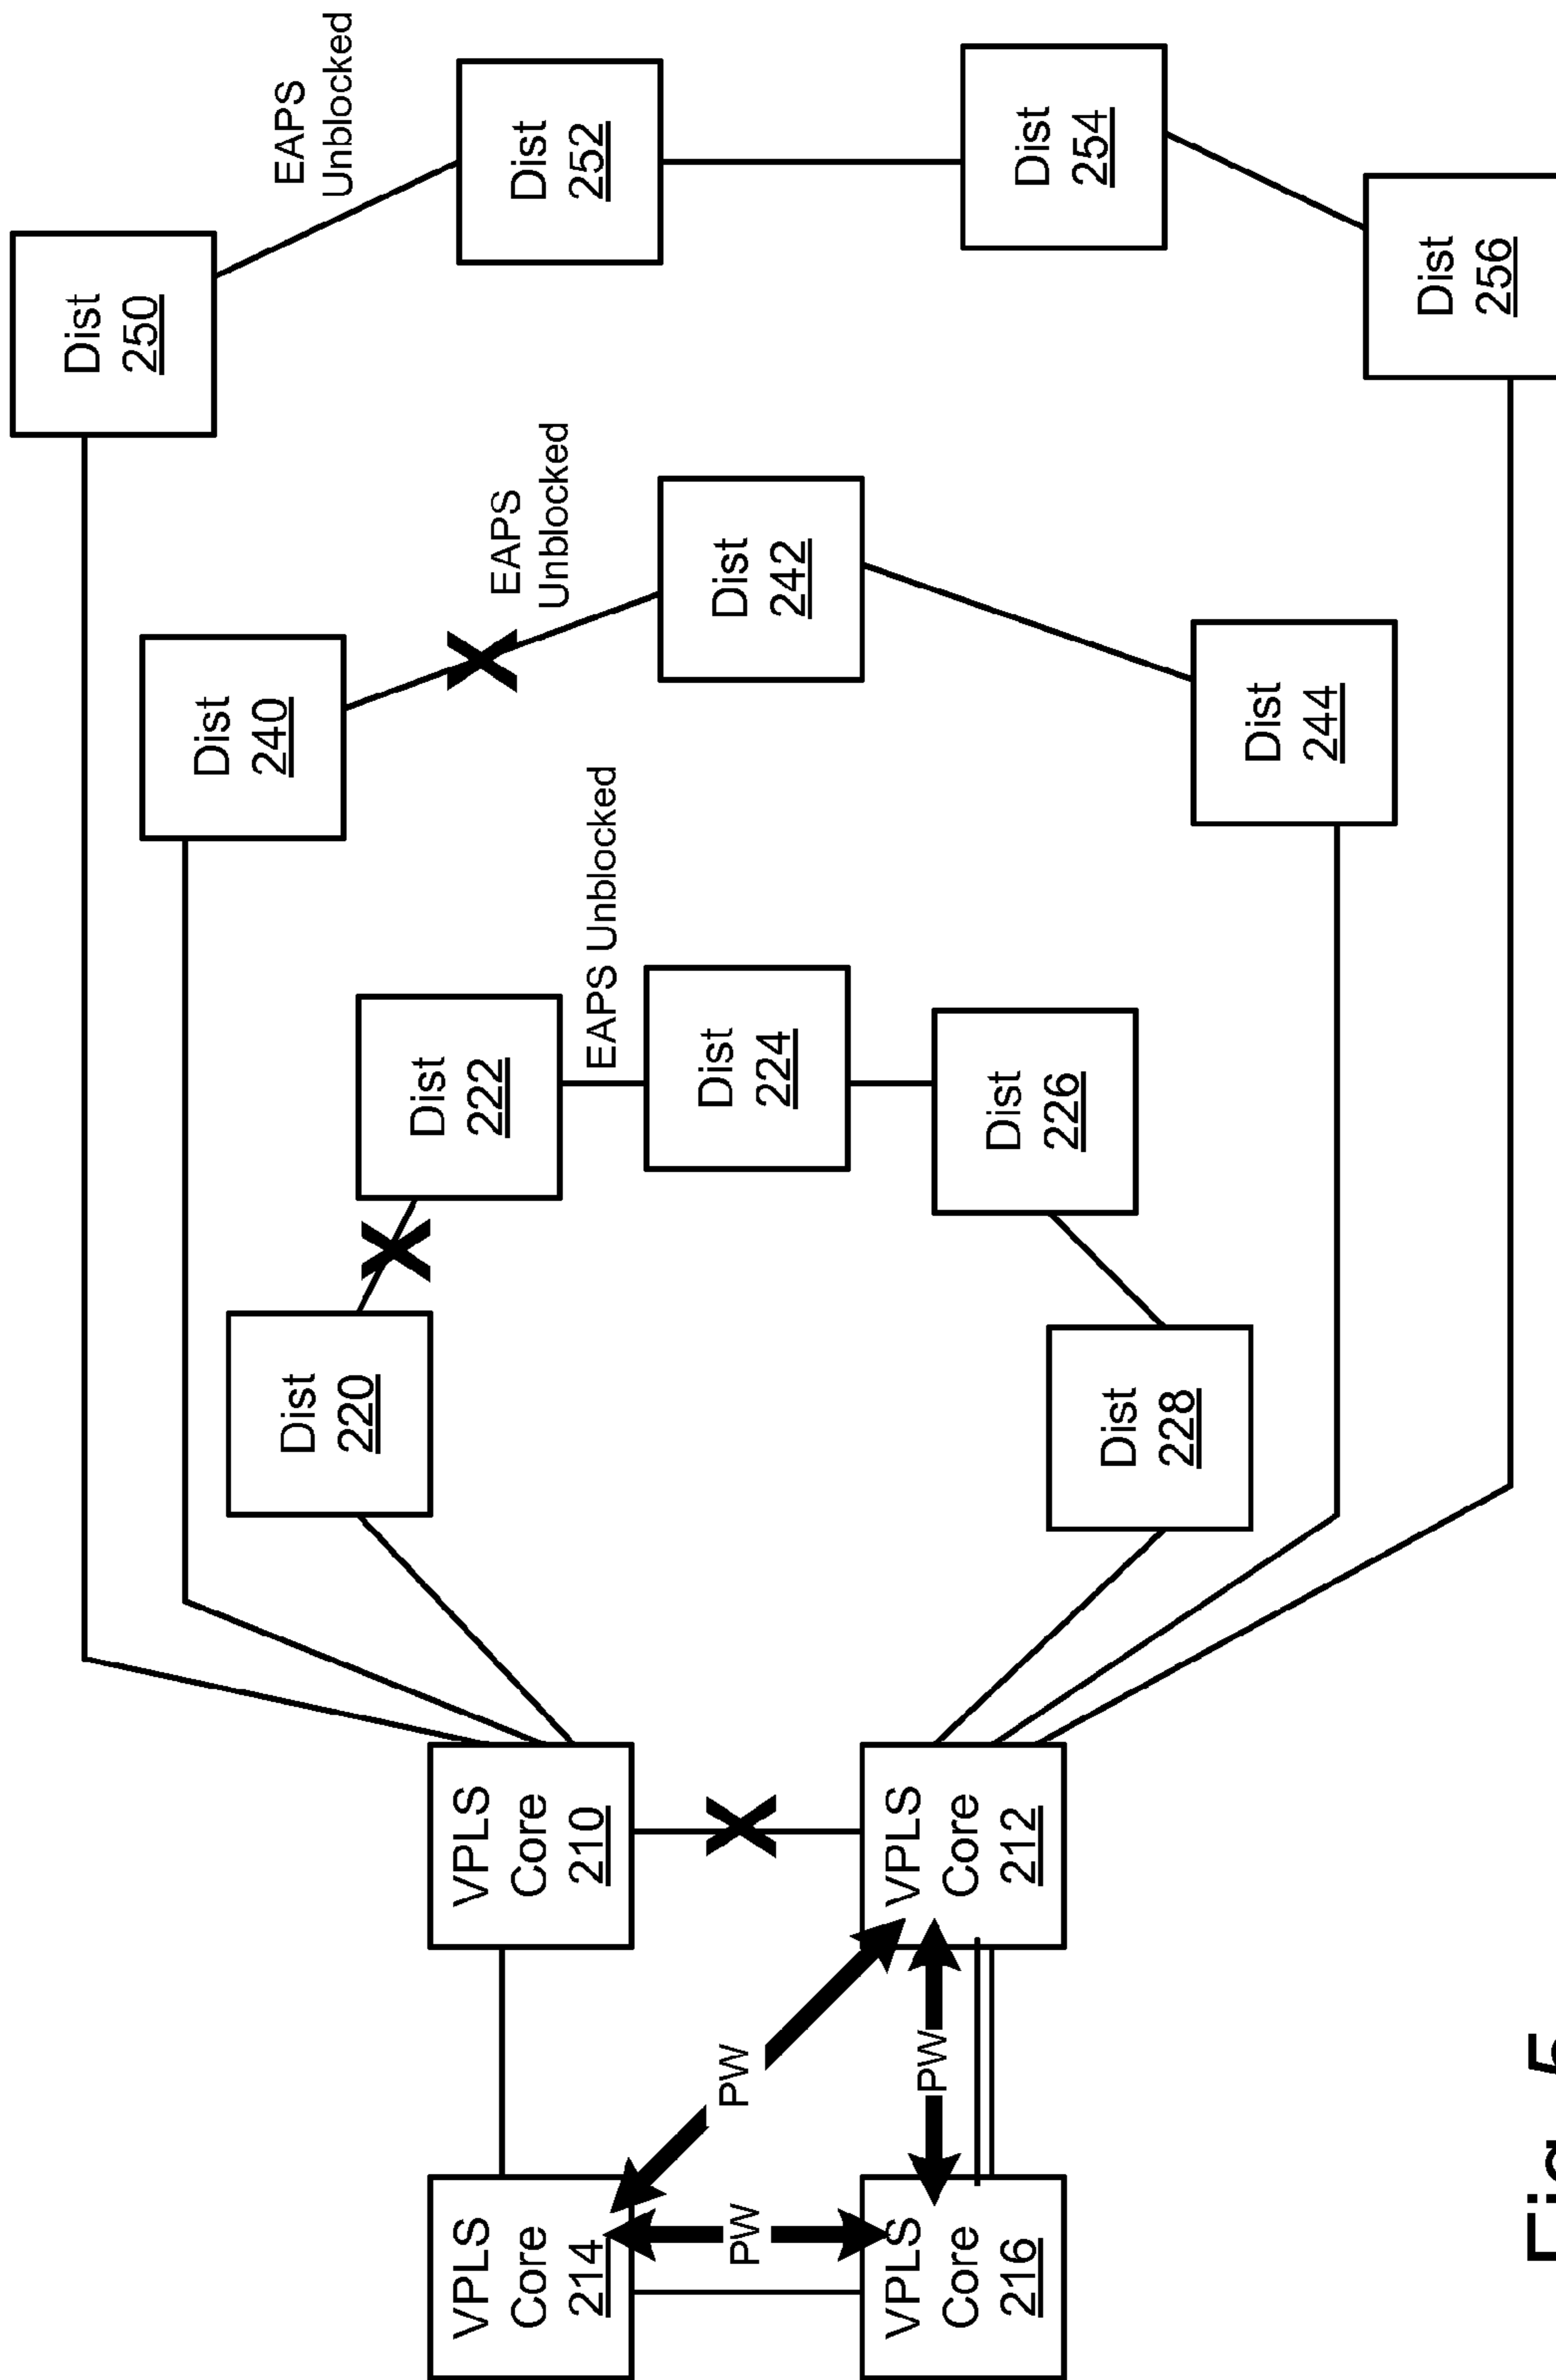 VPLS
Core
214
VPLS
Core
210
Dist
220
Dist
222
Dist
240
Dist
250
EAPS
Unblocked
EAPS
Unblocked
EAPS Unblocked
Dist
252
Dist
242
Dist
224
PW
PW
PW
VPLS
Core
216
VPLS
Core
212
Dist
228
Dist
226
Dist
244
Dist
254
Dist
256
Fig. 5